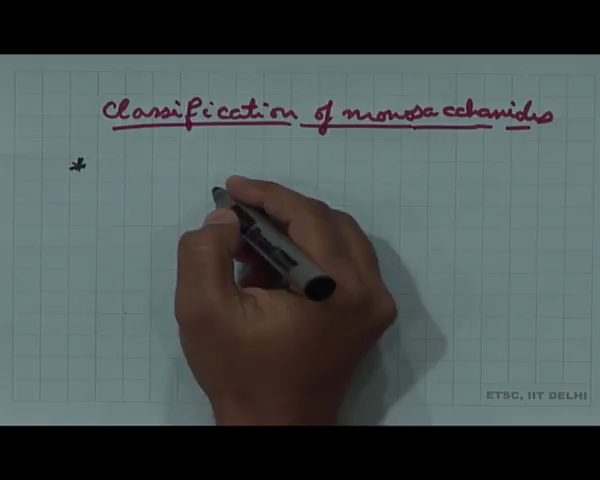 Classification of monosaccharides
*
ETSC, IIT DELHI